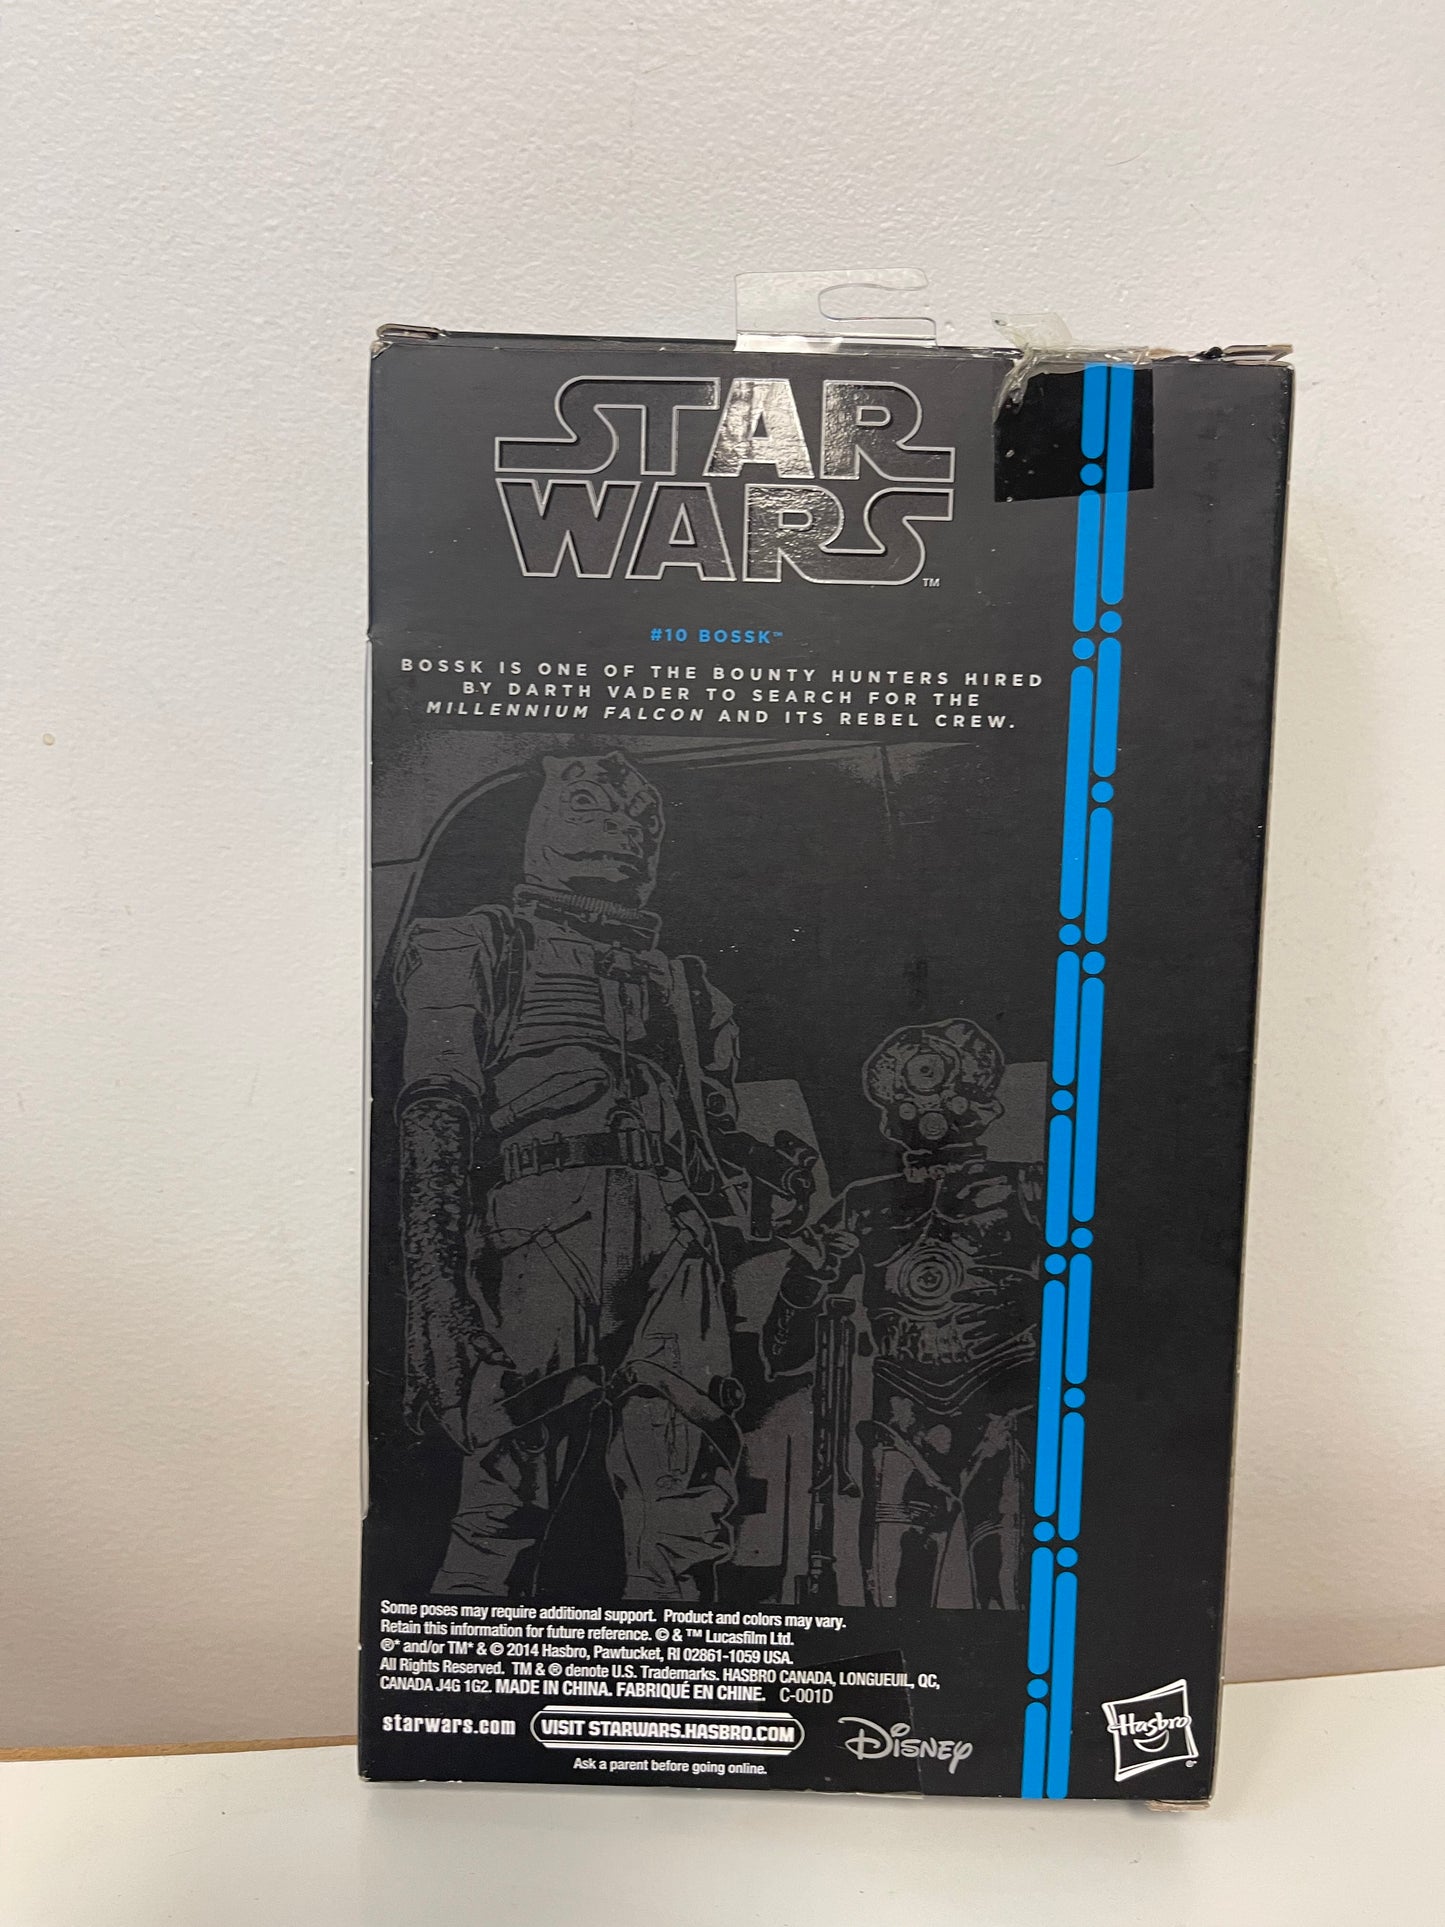 STAR
WARS™
#10 BOSSK™
BOSSK IS ONE OF THE BOUNTY HUNTERS HIRED
BY DARTH VADER TO SEARCH FOR THE
MILLENNIUM FALCON AND ITS REBEL CREW.
Some poses may require additional support. Product and colors may vary.
Retain this information for future reference. © & ™ Lucasfilm Ltd.
®* and/or TM* & © 2014 Hasbro, Pawtucket, RI 02861-1059 USA.
All Rights Reserved. TM & ® denote U.S. Trademarks. HASBRO CANADA, LONGUEUIL, QC,
CANADA J4G 1G2. MADE IN CHINA. FABRIQUÉ EN CHINE. C-001D
starwars.com VISIT STARWARS.HASBRO.COM DISNEY Hasbro®
Ask a parent before going online.